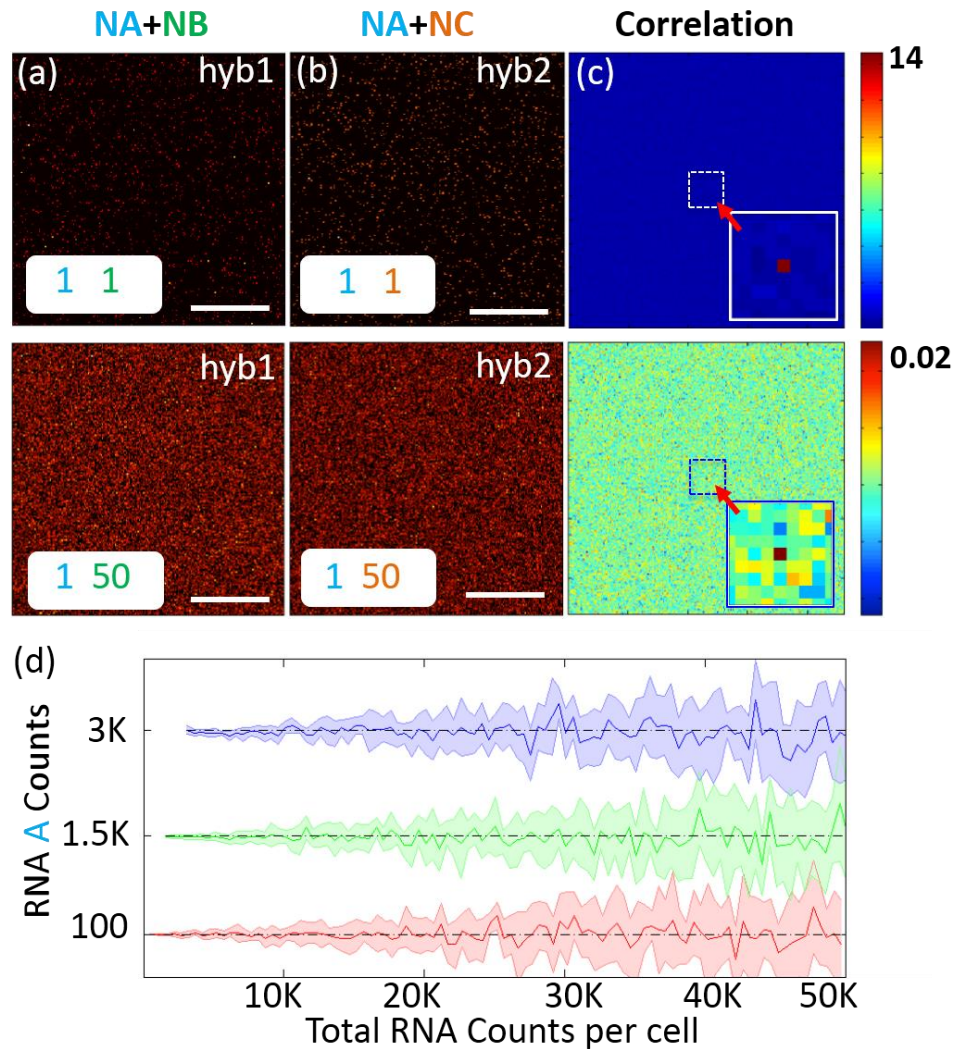 NA+NB NA+NC Correlation
(a) hyb1 (b) hyb2 (c) 14
1 1 1 1
hyb1 hyb2 0.02
1 50 1 50
(d)
3K
1.5K
100
RNA A Counts
10K 20K 30K 40K 50K
Total RNA Counts per cell